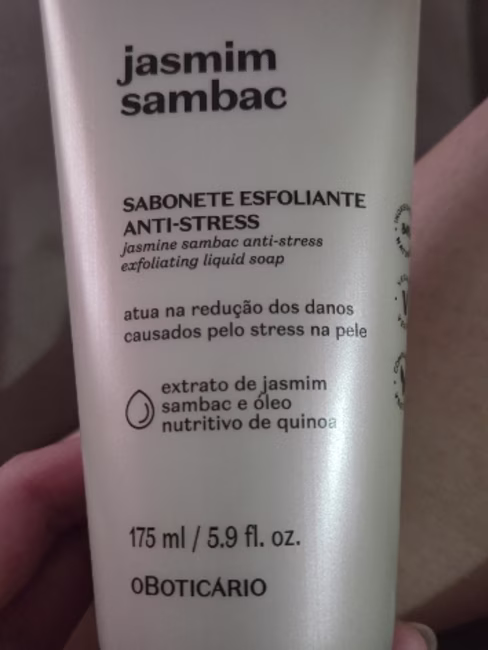 jasmim
sambac
SABONETE ESFOLIANTE
ANTI-STRESS
jasmine sambac anti-stress
exfoliating liquid soap
atua na redução dos danos
causados pelo stress na pele
extrato de jasmim
sambac e óleo
nutritivo de quinoa
175 ml / 5.9 fl. oz.
oBOTICÁRIO